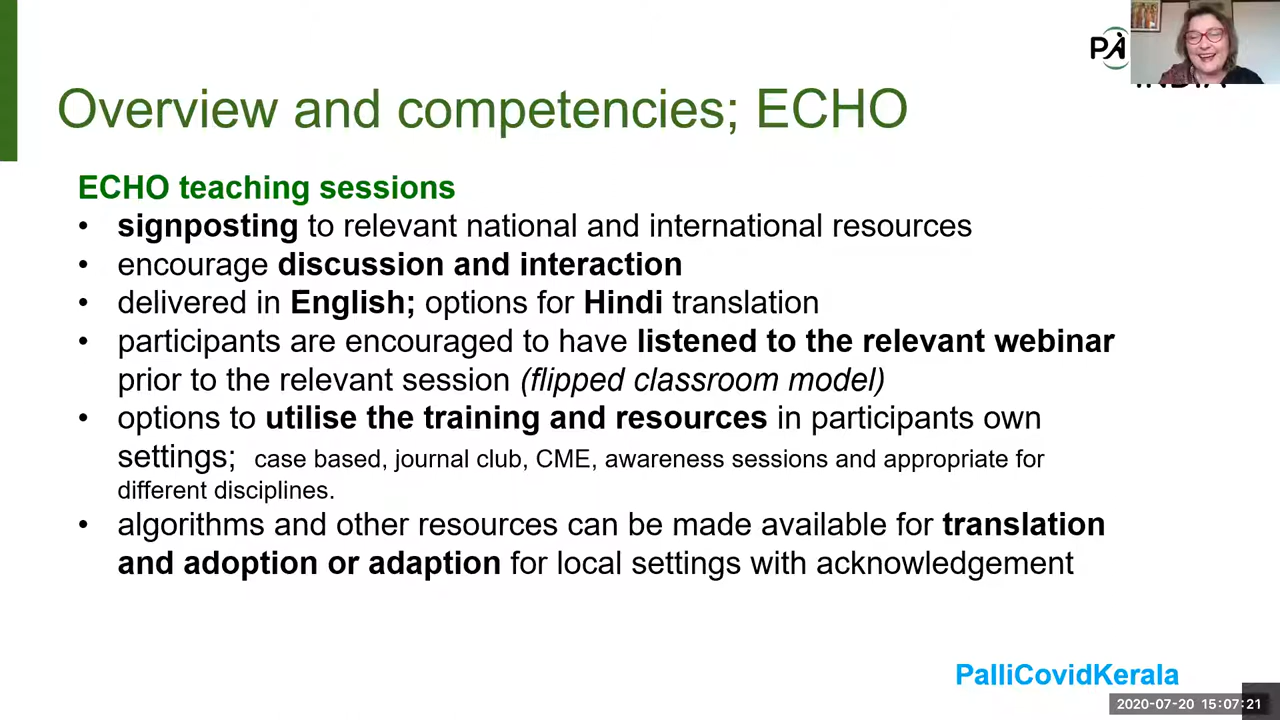 PA
INDIA
Overview and competencies; ECHO
ECHO teaching sessions
• signposting to relevant national and international resources
• encourage discussion and interaction
• delivered in English; options for Hindi translation
• participants are encouraged to have listened to the relevant webinar
prior to the relevant session (flipped classroom model)
• options to utilise the training and resources in participants own
settings; case based, journal club, CME, awareness sessions and appropriate for
different disciplines.
• algorithms and other resources can be made available for translation
and adoption or adaption for local settings with acknowledgement
PalliCovidKerala
2020-07-20 15:07:21